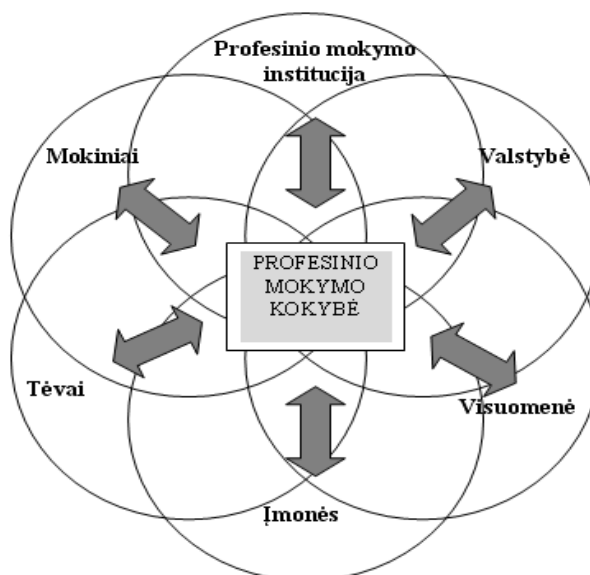 Profesinio mokymo
institucija
Mokiniai
Valstybė
PROFESINIO
MOKYMO
KOKYBĖ
Tėvai
Visuomenė
Įmonės